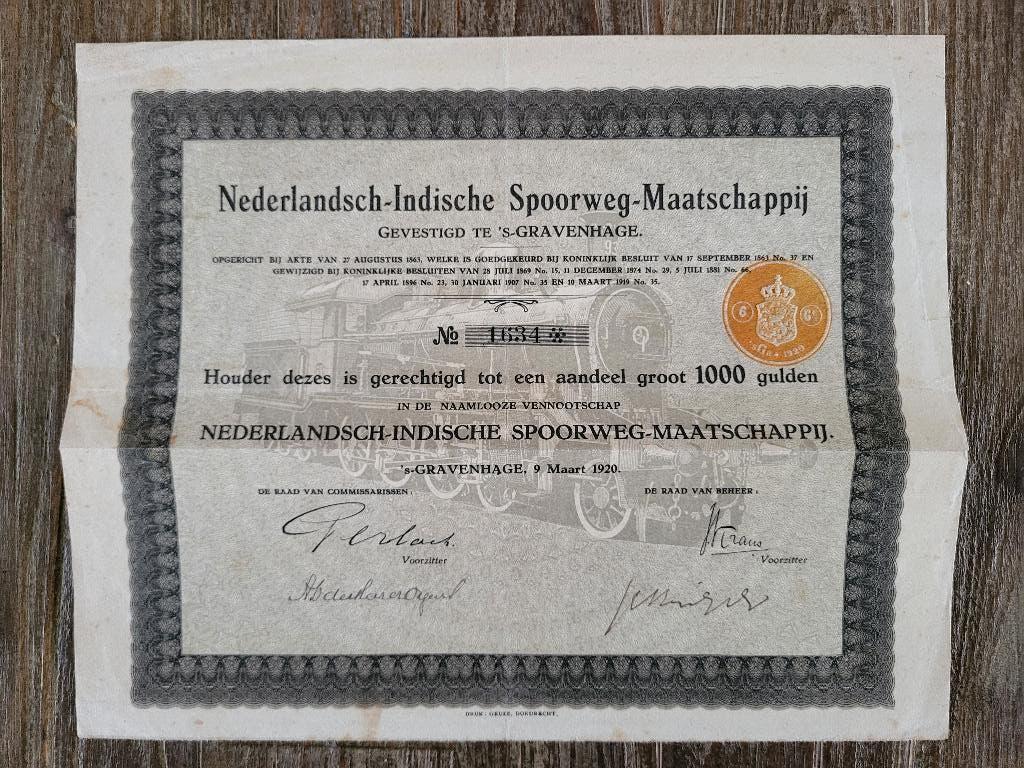 Nederlandsch-Indische Spoorweg-Maatschappij
GEVESTIGD TE 'S-GRAVENHAGE.
OPGERICHT BIJ AKTE VAN 27 AUGUSTUS 1863, WELKE IS GOEDGEKEURD BIJ KONINKLIJK BESLUIT VAN 17 SEPTEMBER 1863 No. 37 EN
GEWIJZIGD BIJ KONINKLIJKE BESLUITEN VAN 28 JULI 1869 No. 15, 11 DECEMBER 1874 No. 29, 5 JULI 1881 No. 66,
17 APRIL 1896 No. 23, 30 JANUARI 1907 No. 35 EN 10 MAART 1919 No. 35.
6 6
1920
No 1634
Houder dezes is gerechtigd tot een aandeel groot 1000 gulden
IN DE NAAMLOOZE VENNOOTSCHAP
NEDERLANDSCH-INDISCHE SPOORWEG-MAATSCHAPPIJ.
's-GRAVENHAGE, 9 Maart 1920.
DE RAAD VAN COMMISSARISSEN: DE RAAD VAN BEHEER:
Voorzitter Voorzitter
DRUK: GEUZE, DORDRECHT.